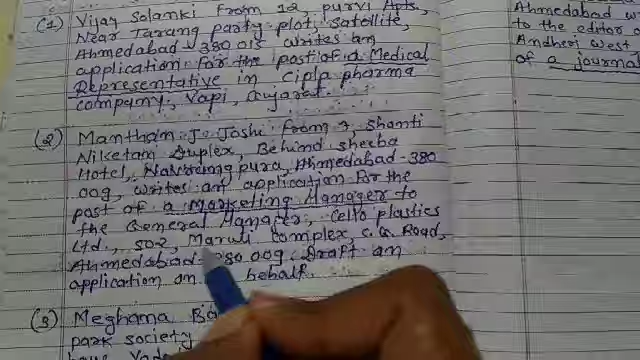 (1) Vijay Solanki from 12, purvi Apts,
Near Tarang party plot, Satellite,
Ahmedabad - 380 015 writes an
application for the post of a Medical
Representative in Cipla pharma
company, Vapi, Gujarat.
(2) Manthan J. Joshi from 7, Shanti
Niketan Duplex, Behind sheeba
Hotel, Navrangpura, Ahmedabad - 380
009, writes an application for the
post of a Marketing Manager to
the General Manager, Cello plastics
Ltd., 502, Maruti complex C.G. Road,
Ahmedabad - 380 009. Draft an
application on behalf.
(3) Meghana
park society
Ahmedabad
to the editor
Andheri west
of a journal